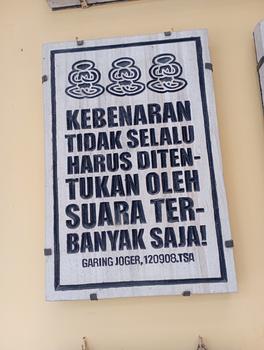 KEBENARAN
TIDAK SELALU
HARUS DITEN-
TUKAN OLEH
SUARA TER-
BANYAK SAJA!
GARING JOGER, 120908.TSA